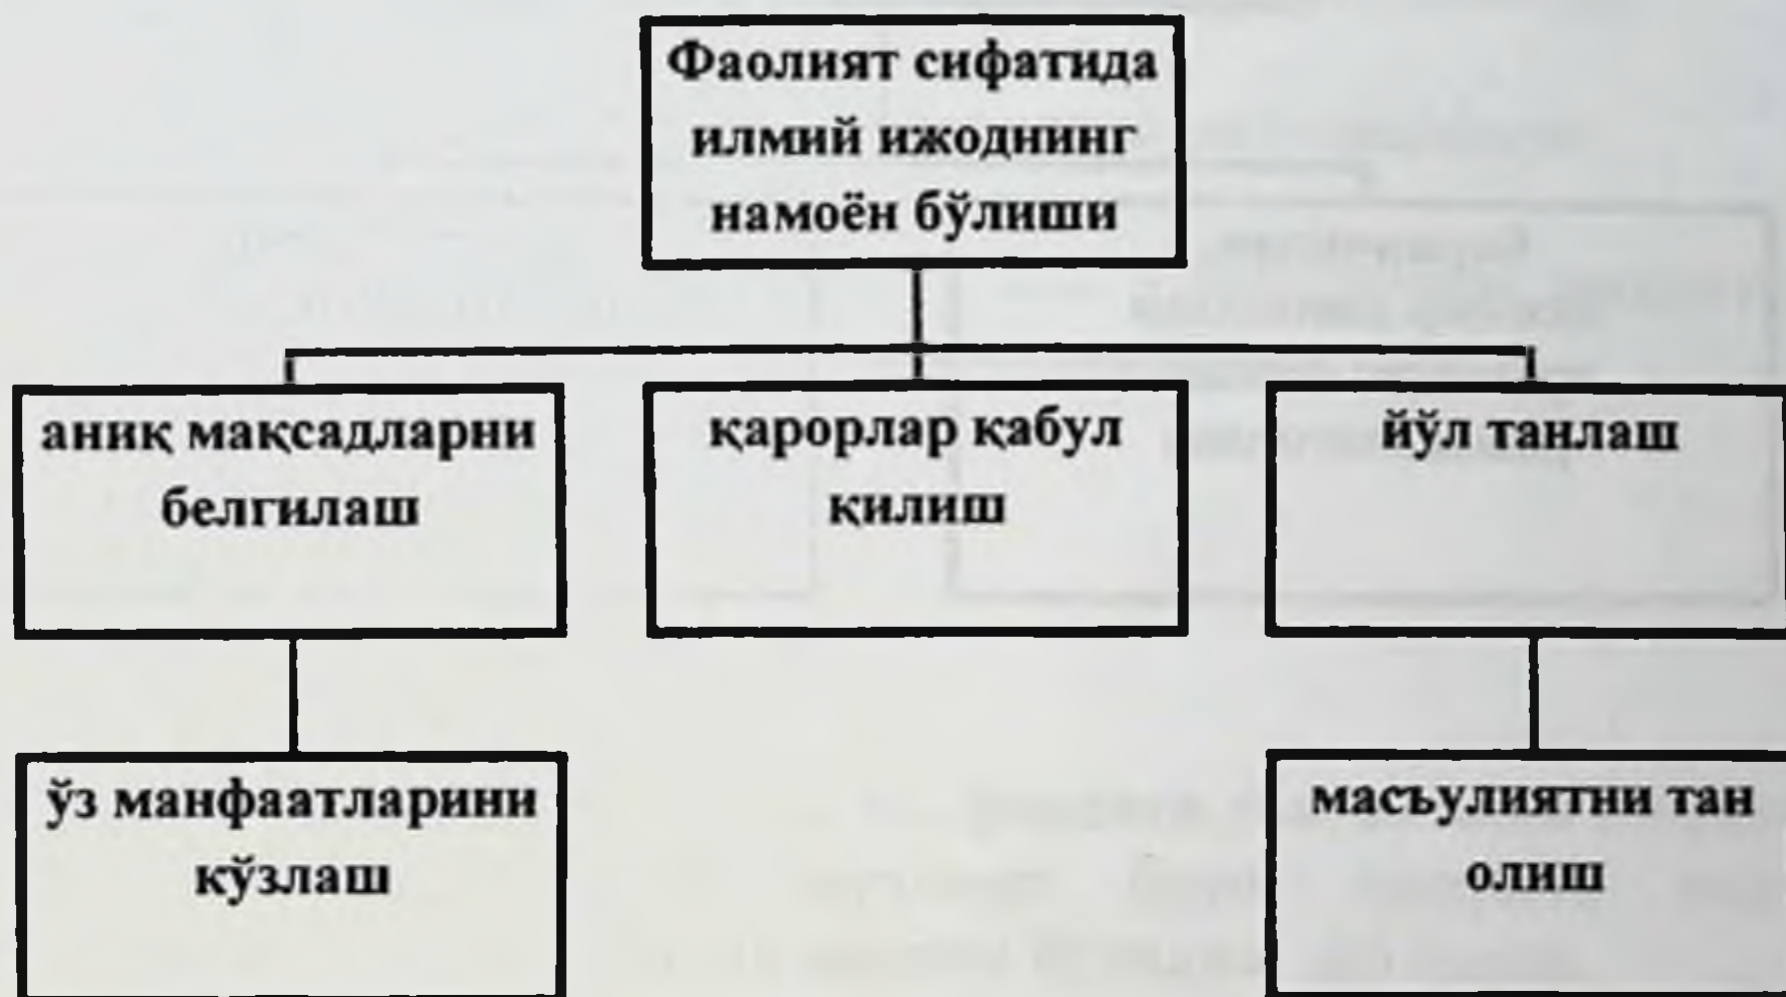 Фаолият сифатида
илмий ижоднинг
намоён бўлиши
аниқ мақсадларни
белгилаш
қарорлар қабул
қилиш
йўл танлаш
ўз манфаатларини
кўзлаш
масъулиятни тан
олиш